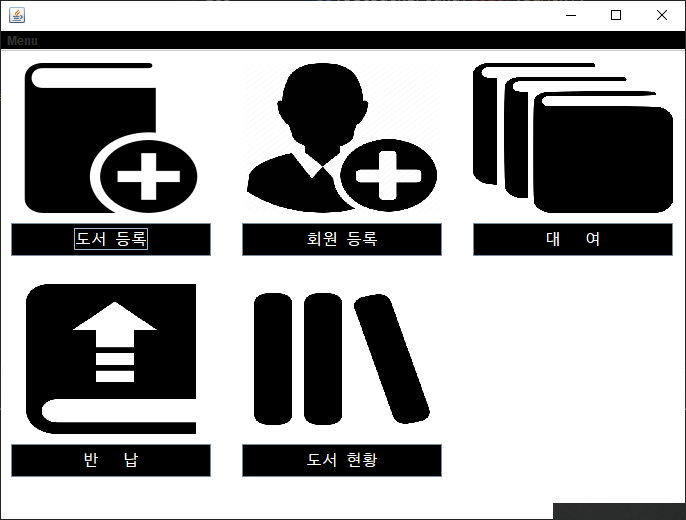 Menu
도서 등록
회원 등록
대 여
반 납
도서 현황